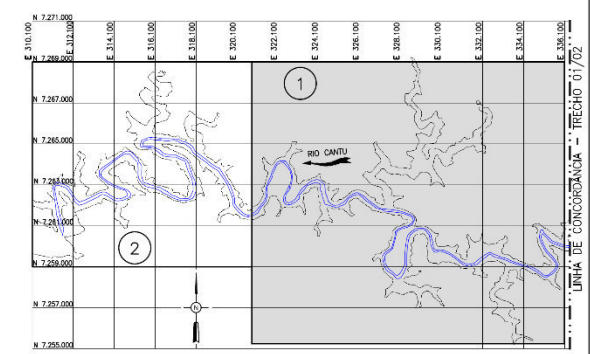 N 7.271.000
E 310.100
E 312.100
E 314.100
E 316.100
E 318.100
E 320.100
E 322.100
E 324.100
E 326.100
E 328.100
E 330.100
E 332.100
E 334.100
E 336.100
N 7.269.000
1
N 7.267.000
N 7.265.000
RIO CANTU
N 7.263.000
N 7.261.000
2
N 7.259.000
N 7.257.000
N
N 7.255.000
LINHA DE CONCORDANCIA - TRECHO 01/02